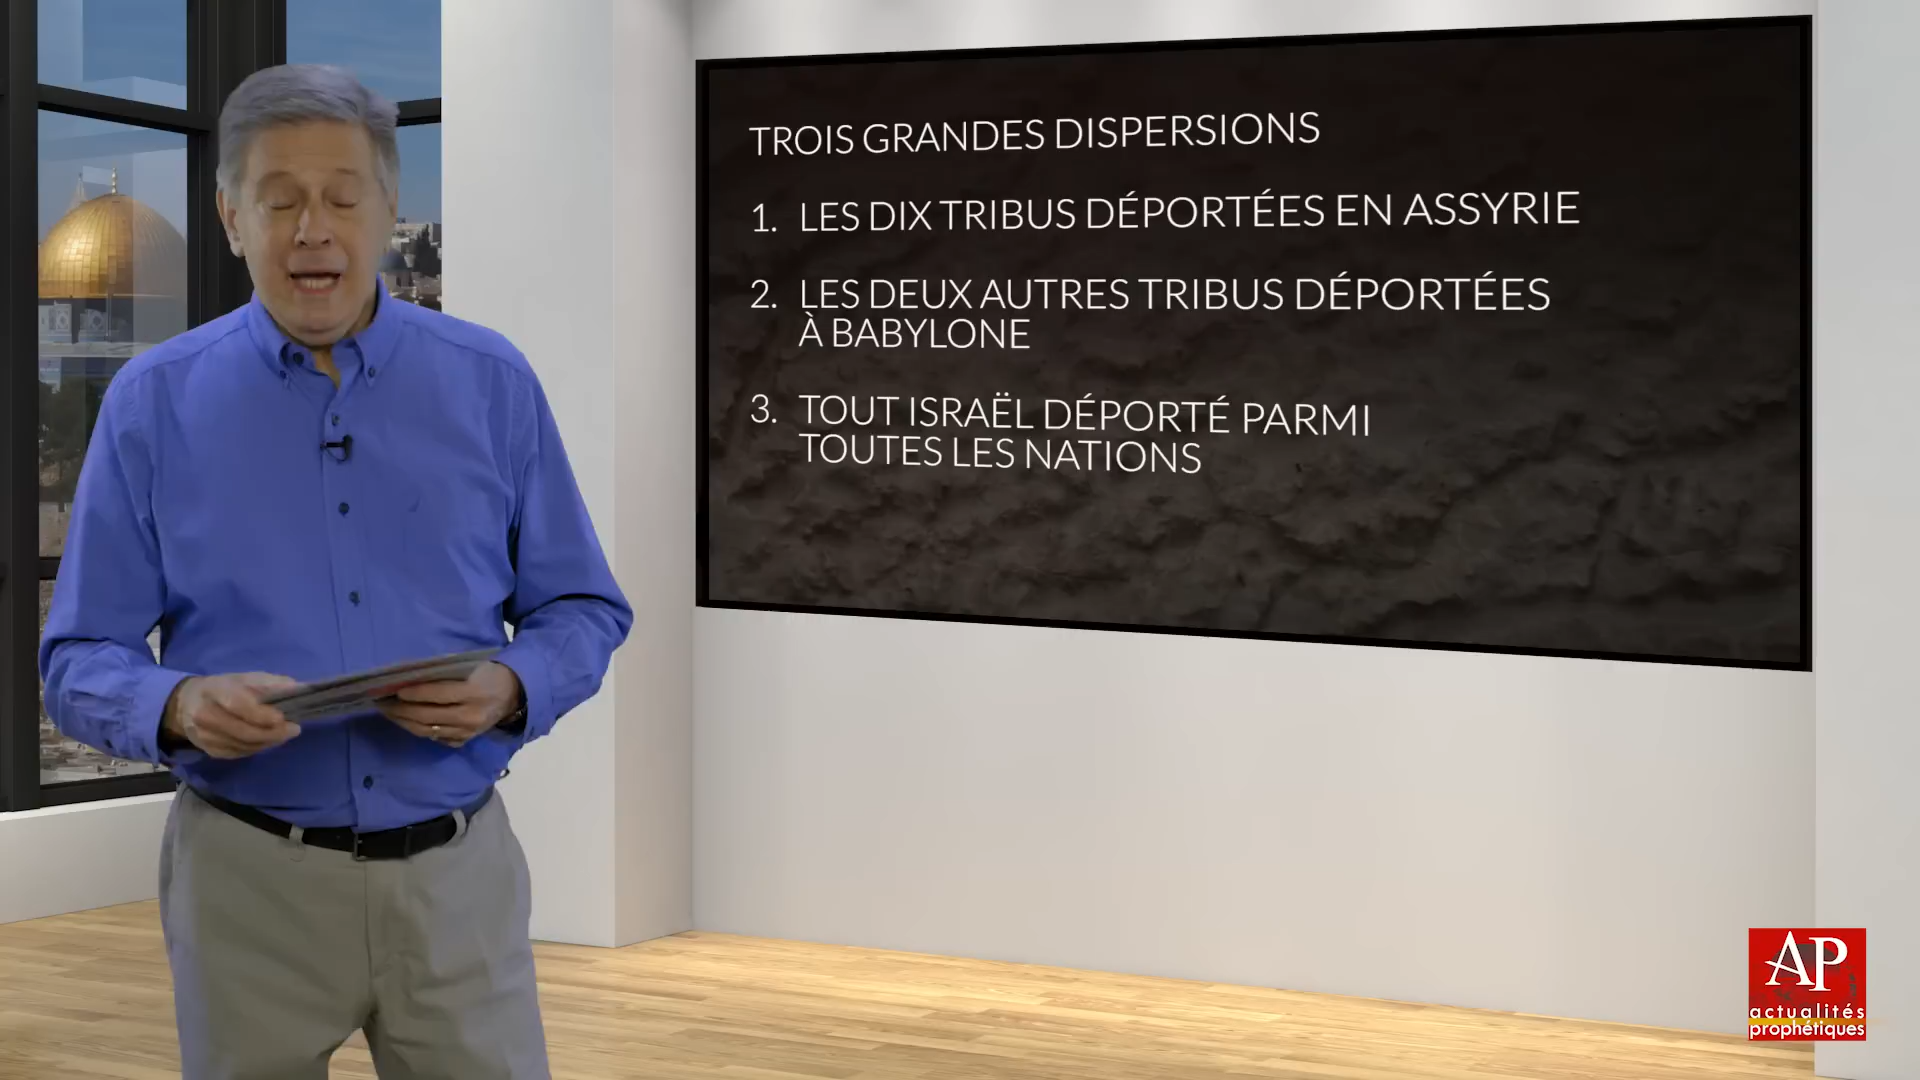 TROIS GRANDES DISPERSIONS
1. LES DIX TRIBUS DÉPORTÉES EN ASSYRIE
2. LES DEUX AUTRES TRIBUS DÉPORTÉES
À BABYLONE
3. TOUT ISRAËL DÉPORTÉ PARMI
TOUTES LES NATIONS
AP
actualités
prophétiques